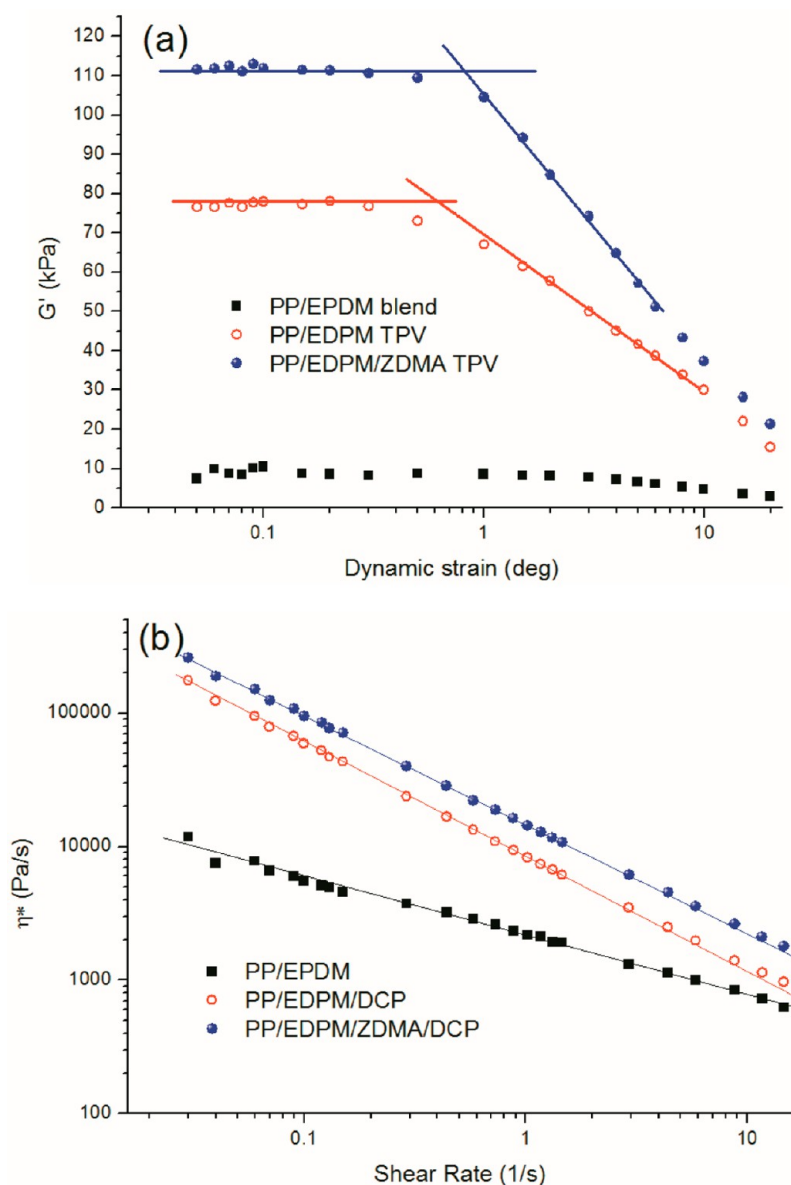 (a)
120
110
100
90
80
70
60
50
40
30
20
10
0
G' (kPa)
PP/EPDM blend
PP/EDPM TPV
PP/EDPM/ZDMA TPV
0.1
1
10
Dynamic strain (deg)
(b)
100000
10000
1000
100
η* (Pa/s)
PP/EPDM
PP/EDPM/DCP
PP/EDPM/ZDMA/DCP
0.1
1
10
Shear Rate (1/s)